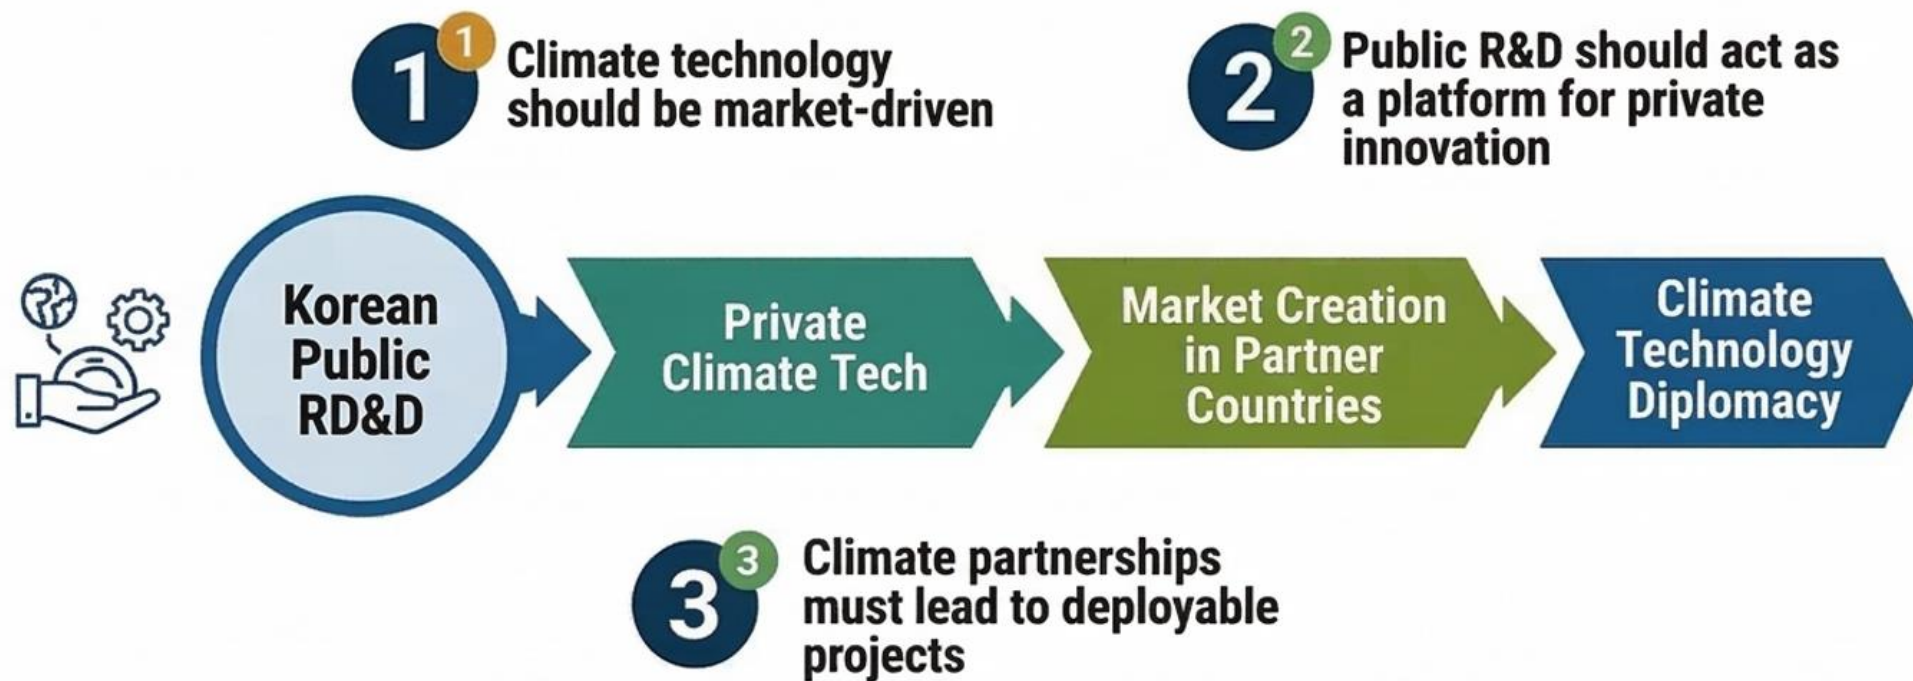 1 1
Climate technology
should be market-driven
2 2
Public R&D should act as
a platform for private
innovation
Korean
Public
RD&D
Private
Climate Tech
Market Creation
in Partner
Countries
Climate
Technology
Diplomacy
3 3
Climate partnerships
must lead to deployable
projects